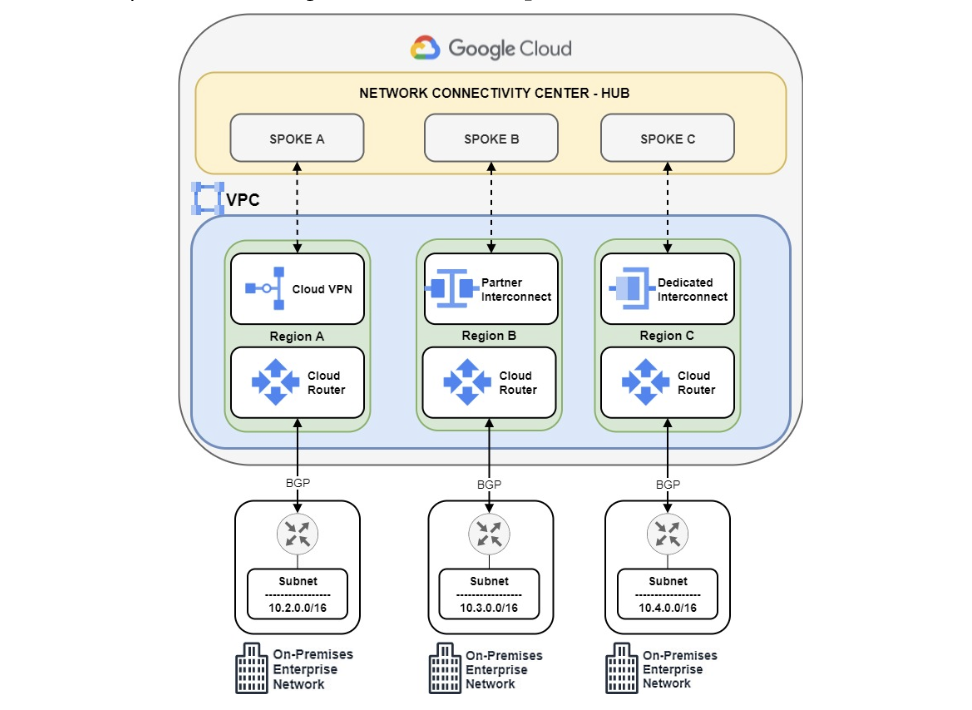 Google Cloud
NETWORK CONNECTIVITY CENTER - HUB
SPOKE A
SPOKE B
SPOKE C
VPC
Cloud VPN
Partner
Interconnect
Dedicated
Interconnect
Region A
Region B
Region C
Cloud
Router
Cloud
Router
Cloud
Router
BGP
BGP
BGP
Subnet
-----------------
10.2.0.0/16
Subnet
-----------------
10.3.0.0/16
Subnet
-----------------
10.4.0.0/16
On-Premises
Enterprise
Network
On-Premises
Enterprise
Network
On-Premises
Enterprise
Network